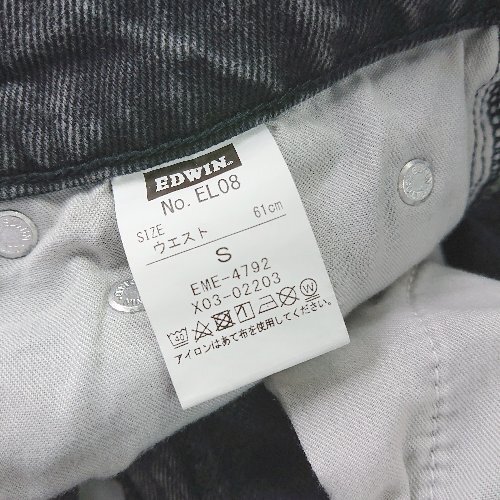 EDWIN
No. EL08
SIZE
ウエスト 61cm
S
EME-4792
X03-02203
40
アイロンはあて布を使用してください。